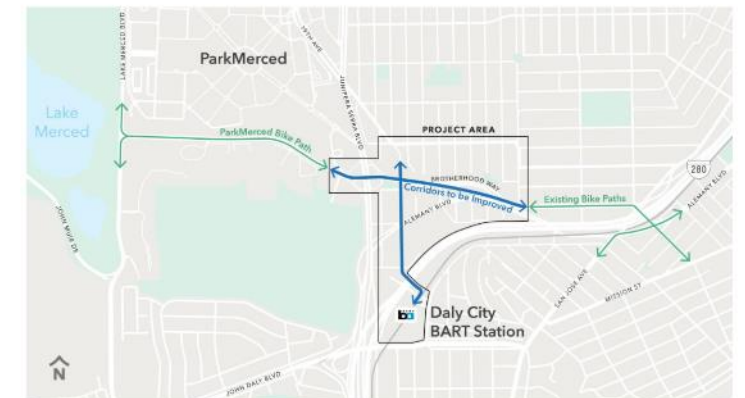 LAKE MERCED BLVD
19TH AVE
ParkMerced
JUNIPERA SERRA BLVD
Lake
Merced
ParkMerced Bike Path
PROJECT AREA
BROTHERHOOD WAY
Corridors to be Improved
Existing Bike Paths
280
ALEMANY BLVD
ALEMANY BLVD
JOHN MUIR DR
SAN JOSE AVE
MISSION ST
Daly City
BART Station
ba
JOHN DALY BLVD
N